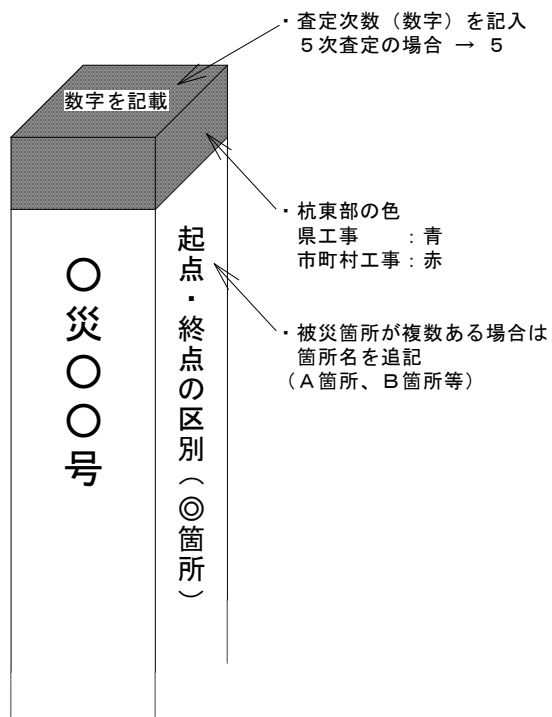 ・査定次数（数字）を記入
５次査定の場合 → ５
数字を記載
・杭東部の色
県工事　　：青
市町村工事：赤
・被災箇所が複数ある場合は
箇所名を追記
（Ａ箇所、Ｂ箇所等）
〇災〇〇号
起点・終点の区別（◎箇所）